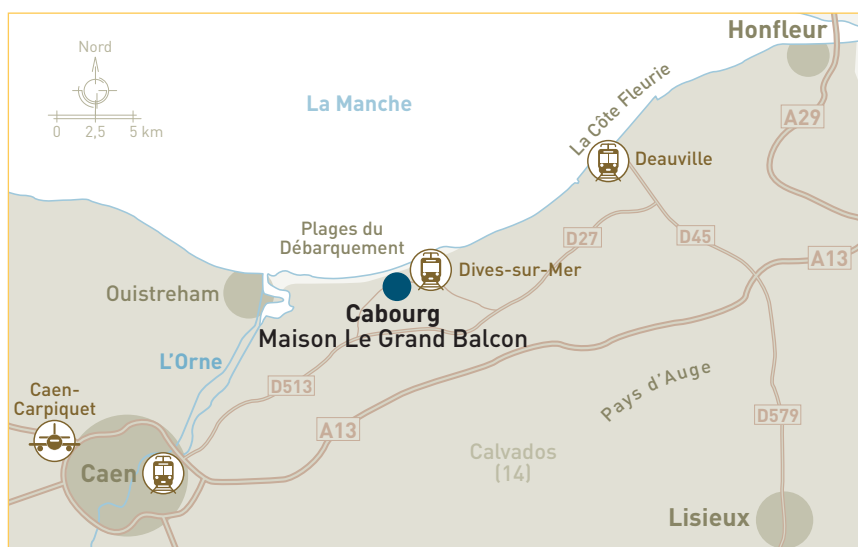 Nord
0 2,5 5 km
La Manche
Honfleur
A29
La Côte Fleurie
Deauville
Plages du
Débarquement
D27
D45
A13
Dives-sur-Mer
Ouistreham
Cabourg
Maison Le Grand Balcon
L'Orne
D513
Pays d'Auge
Caen-
Carpiquet
A13
D579
Calvados
(14)
Caen
Lisieux